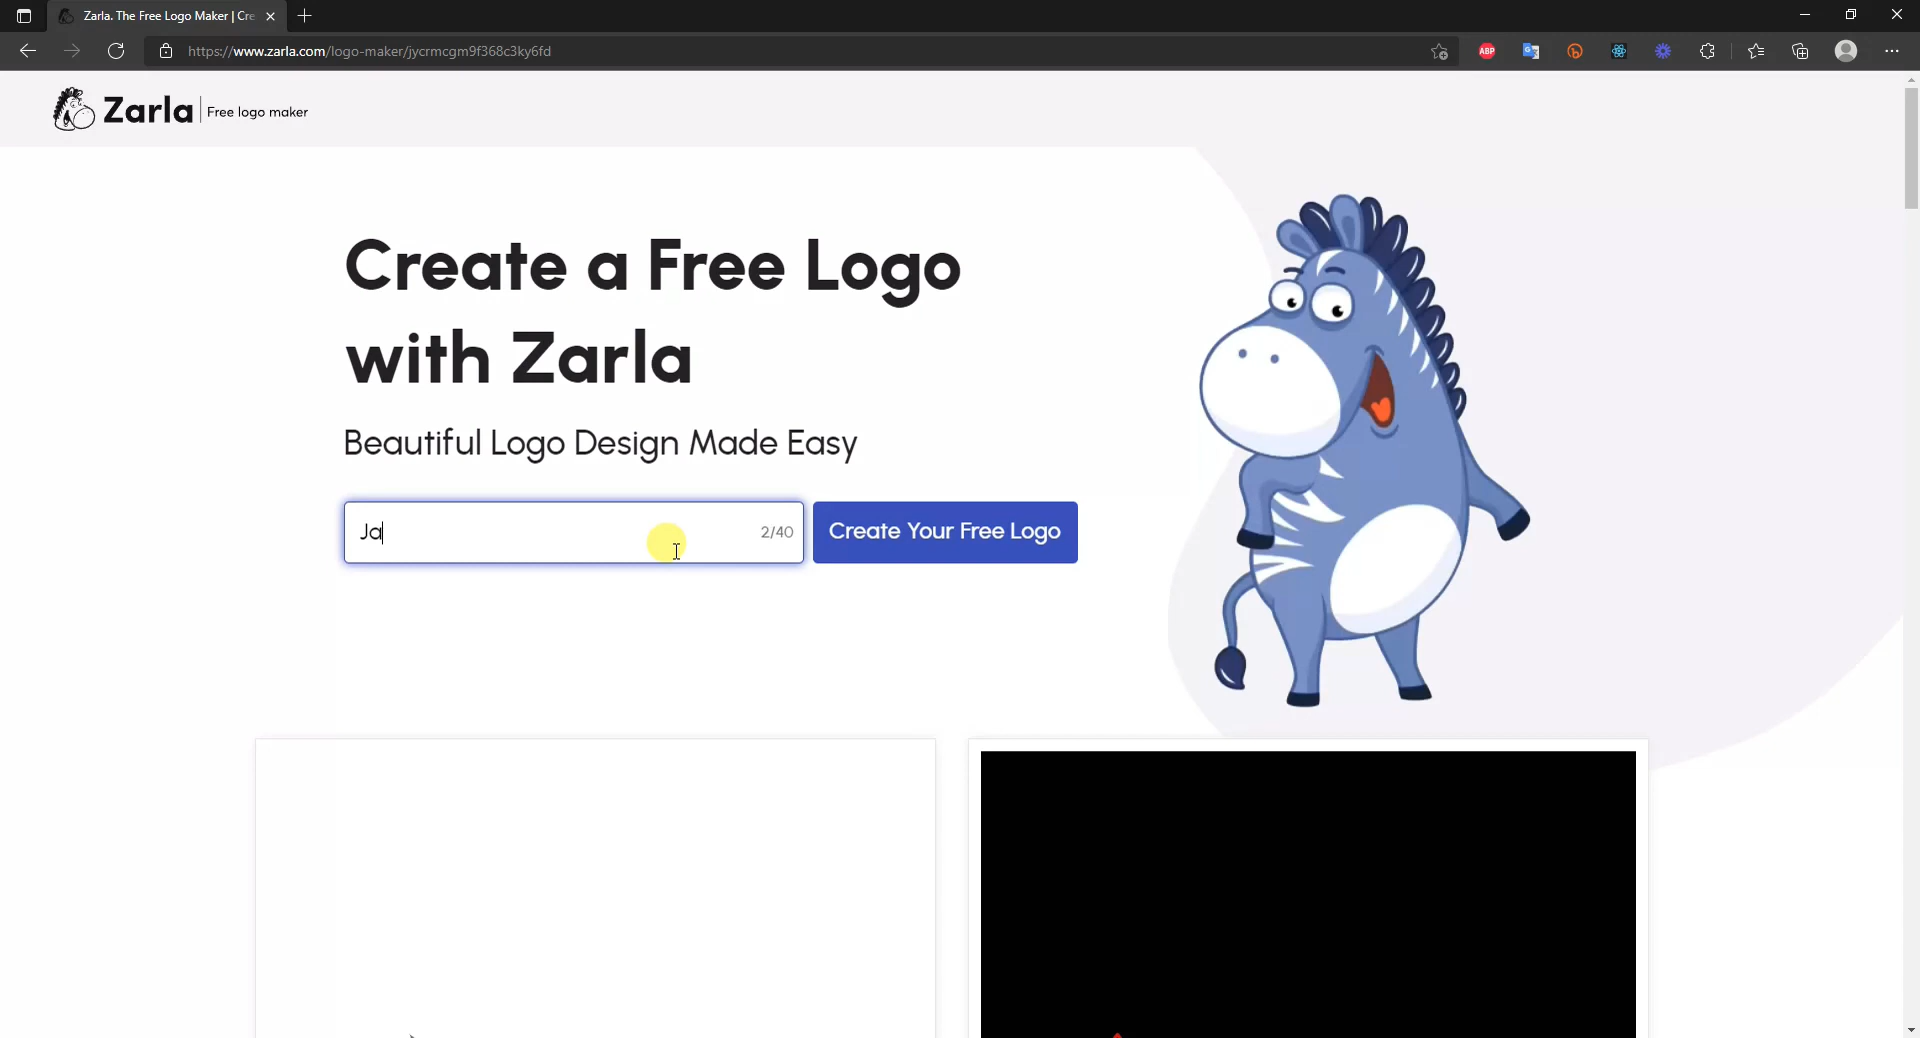 Zarla. The Free Logo Maker | Cre
https://www.zarla.com/logo-maker/jycrmcgm9f368c3ky6fd
ABP
Zarla Free logo maker
Create a Free Logo
with Zarla
Beautiful Logo Design Made Easy
Ja 2/40 Create Your Free Logo